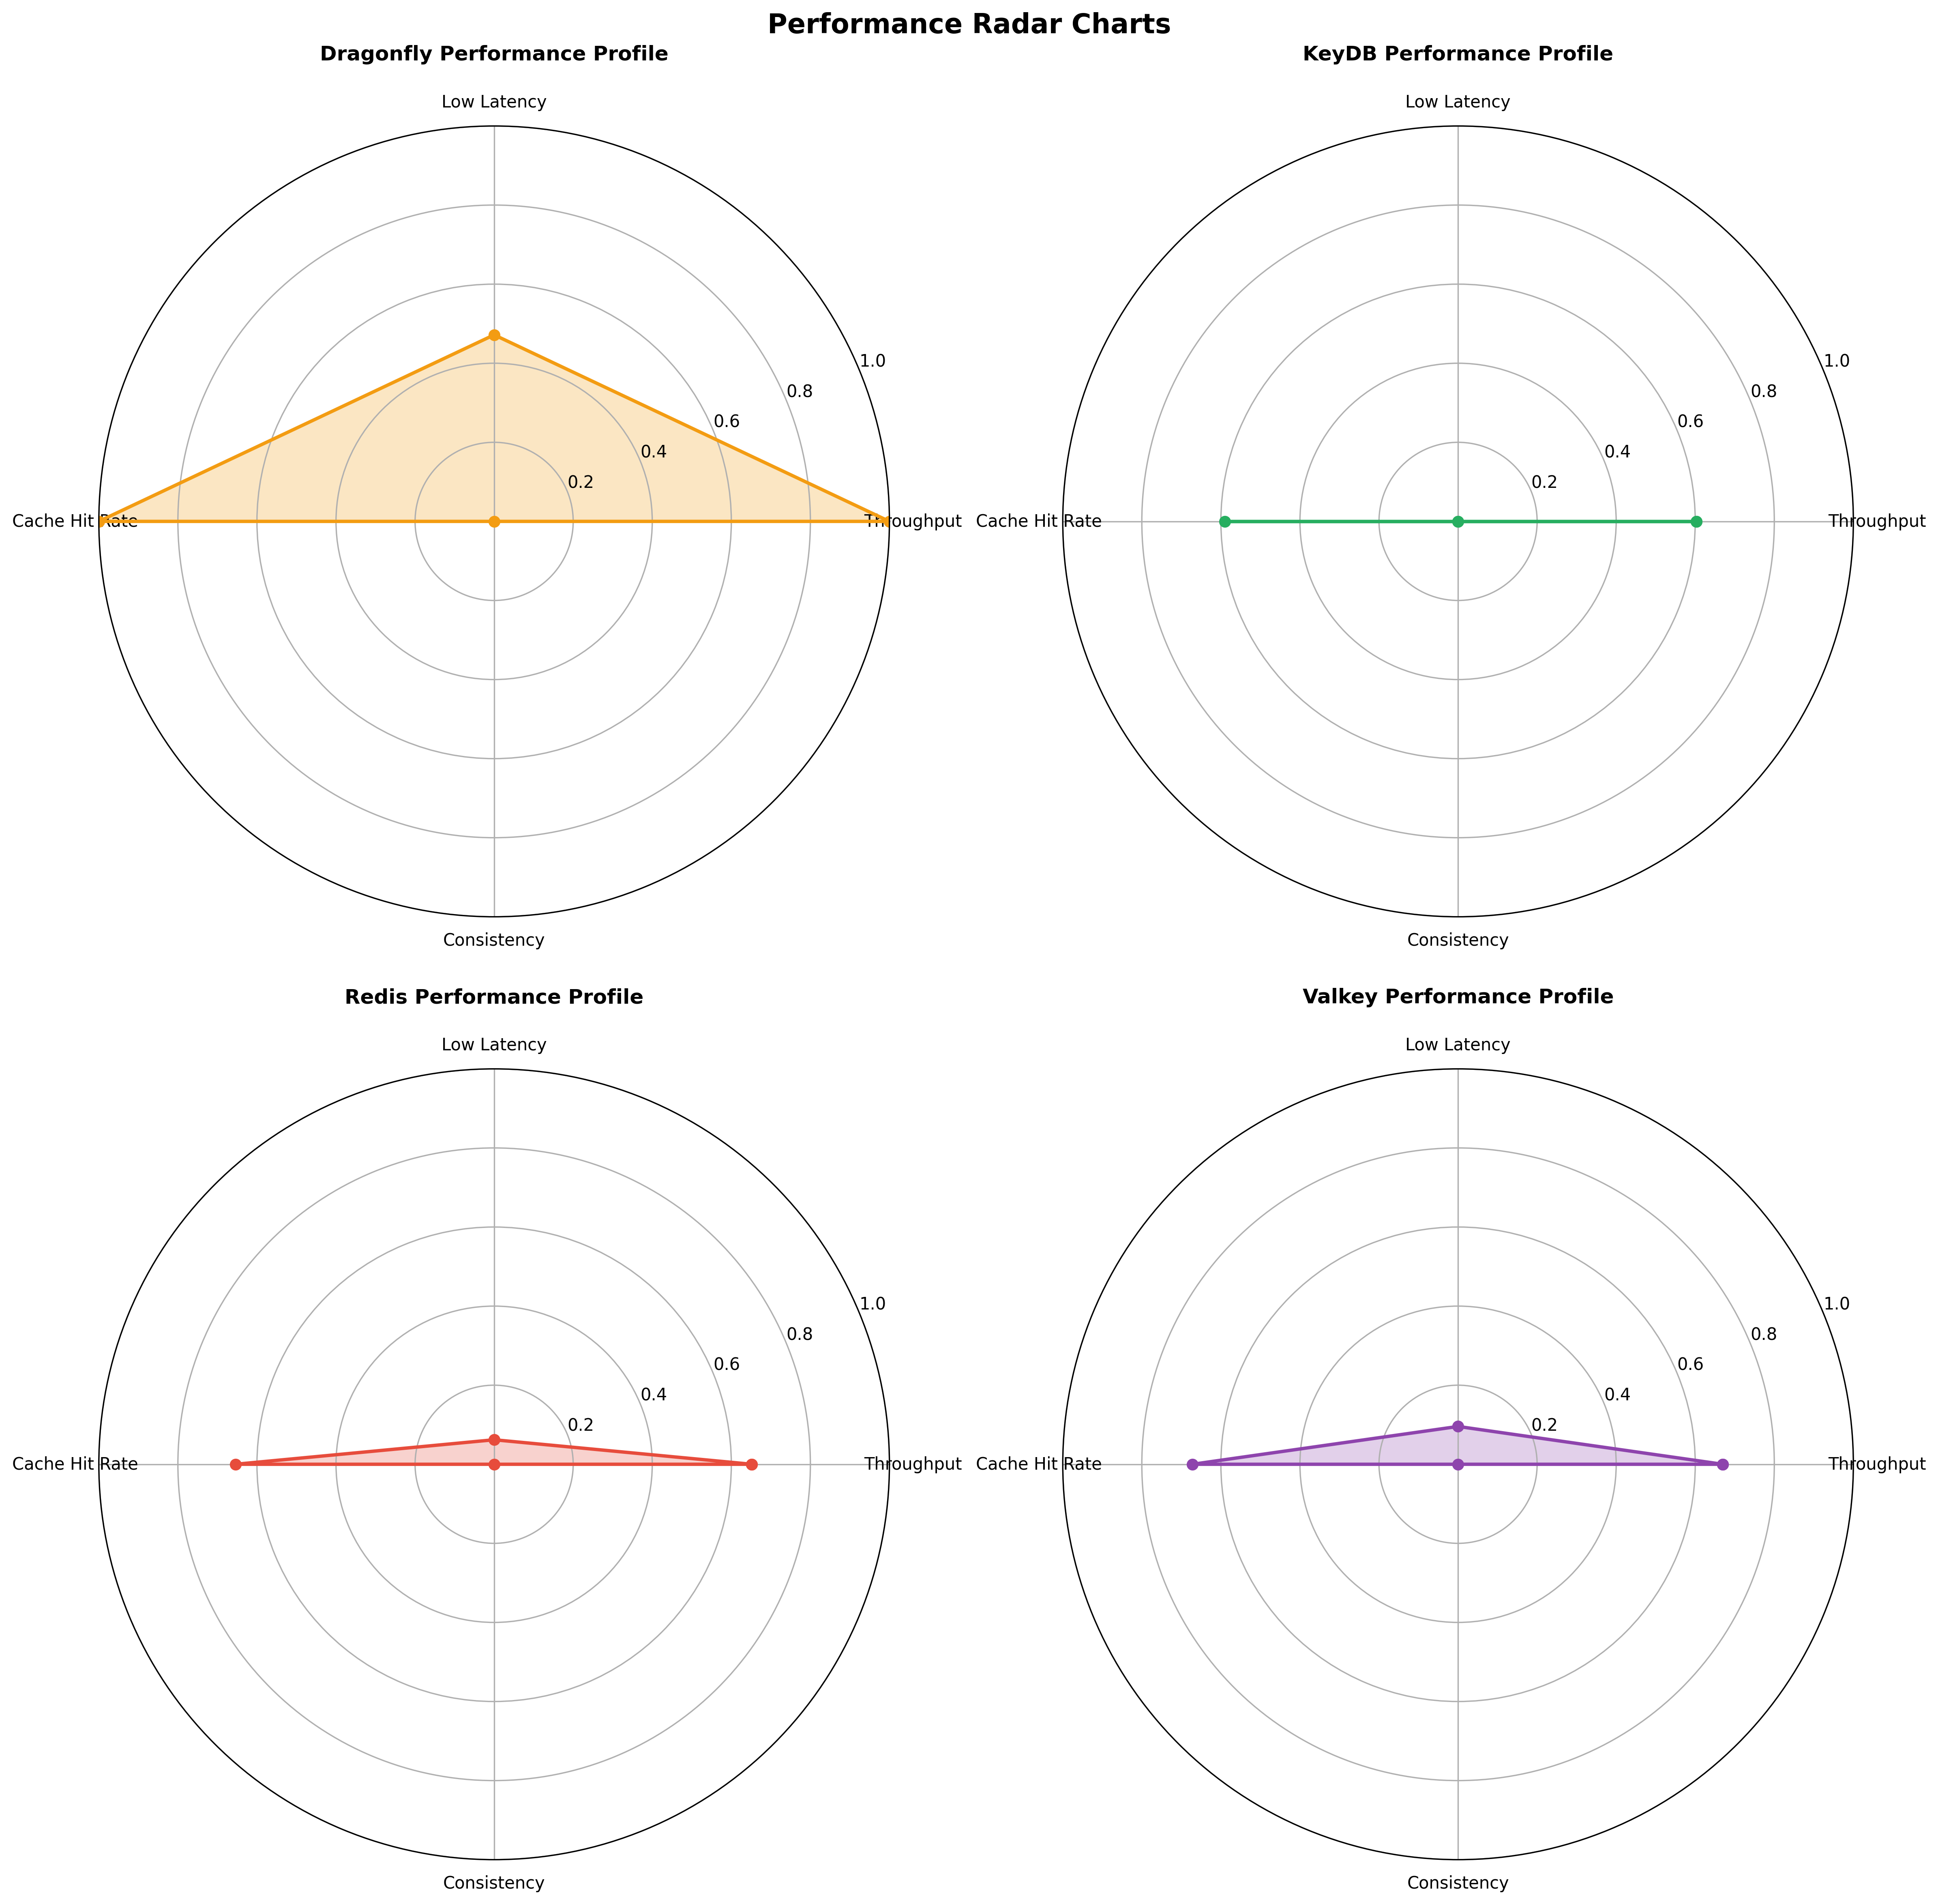 Performance Radar Charts
Dragonfly Performance Profile
Low Latency
1.0
0.8
0.6
0.4
0.2
Cache Hit Rate
Throughput
Consistency
KeyDB Performance Profile
Low Latency
1.0
0.8
0.6
0.4
0.2
Cache Hit Rate
Throughput
Consistency
Redis Performance Profile
Low Latency
1.0
0.8
0.6
0.4
0.2
Cache Hit Rate
Throughput
Consistency
Valkey Performance Profile
Low Latency
1.0
0.8
0.6
0.4
0.2
Cache Hit Rate
Throughput
Consistency